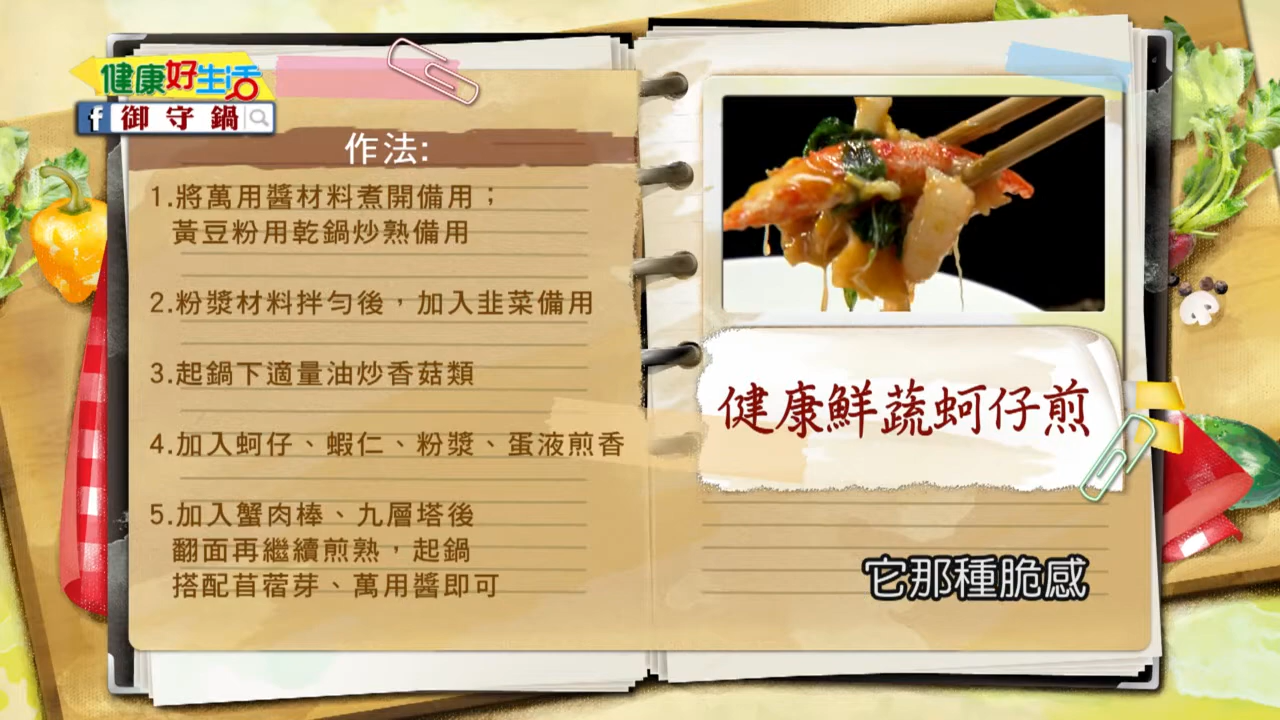 健康好生活
f 御守鍋
作法:
1.將萬用醬材料煮開備用；
黃豆粉用乾鍋炒熟備用
2.粉漿材料拌勻後，加入韭菜備用
3.起鍋下適量油炒香菇類
4.加入蚵仔、蝦仁、粉漿、蛋液煎香
5.加入蟹肉棒、九層塔後
翻面再繼續煎熟，起鍋
搭配苜蓿芽、萬用醬即可
健康鮮蔬蚵仔煎
它那種脆感